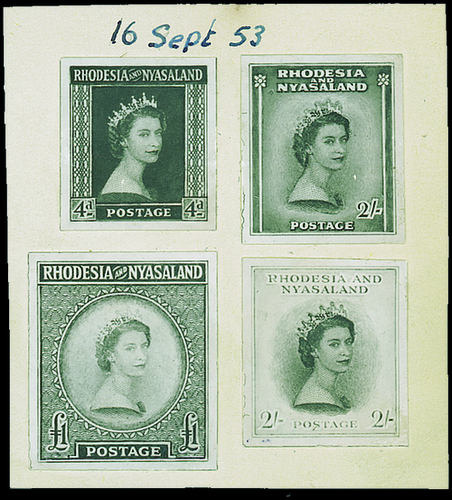 16 Sept 53
RHODESIA AND NYASALAND
4d 4d
POSTAGE
RHODESIA
AND
NYASALAND
2/-
POSTAGE
RHODESIA AND NYASALAND
£1 £1
POSTAGE
RHODESIA AND
NYASALAND
2/- POSTAGE 2/-